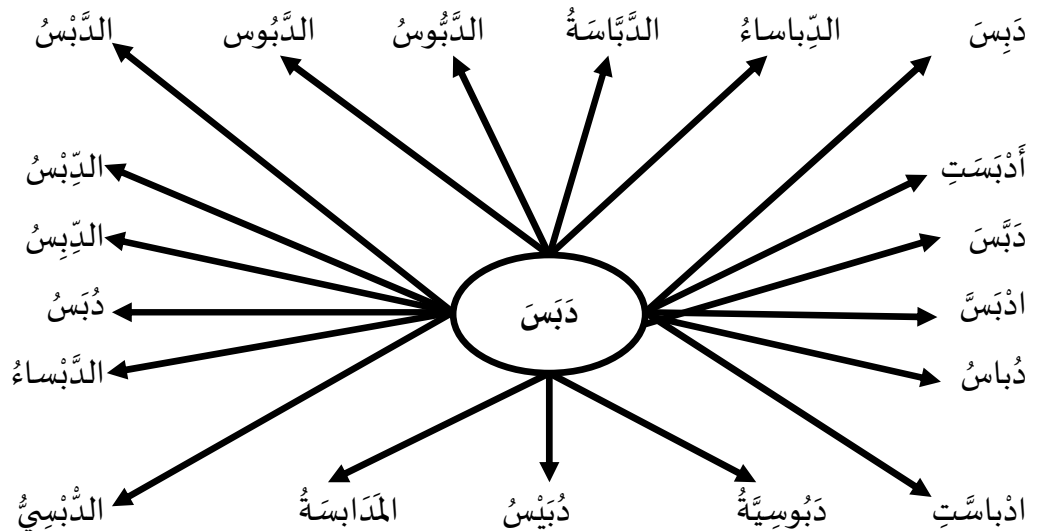 دَبِسَ
الدِّباساءُ
الدَّبَّاسَةُ
الدَّبُّوسُ
الدَّبُوس
الدَّبْسُ
أَدْبَسَتِ
الدِّبْسُ
دَبَّسَ
الدِّبِسُ
ادْبَسَّ
دَبَسَ
دُبَسُ
دُباسُ
الدَّبْساءُ
ادْباسَّتِ
دَبُوسِيَّةُ
دُبَيْسُ
المَدَابسَةُ
الدُّبْسِيُّ